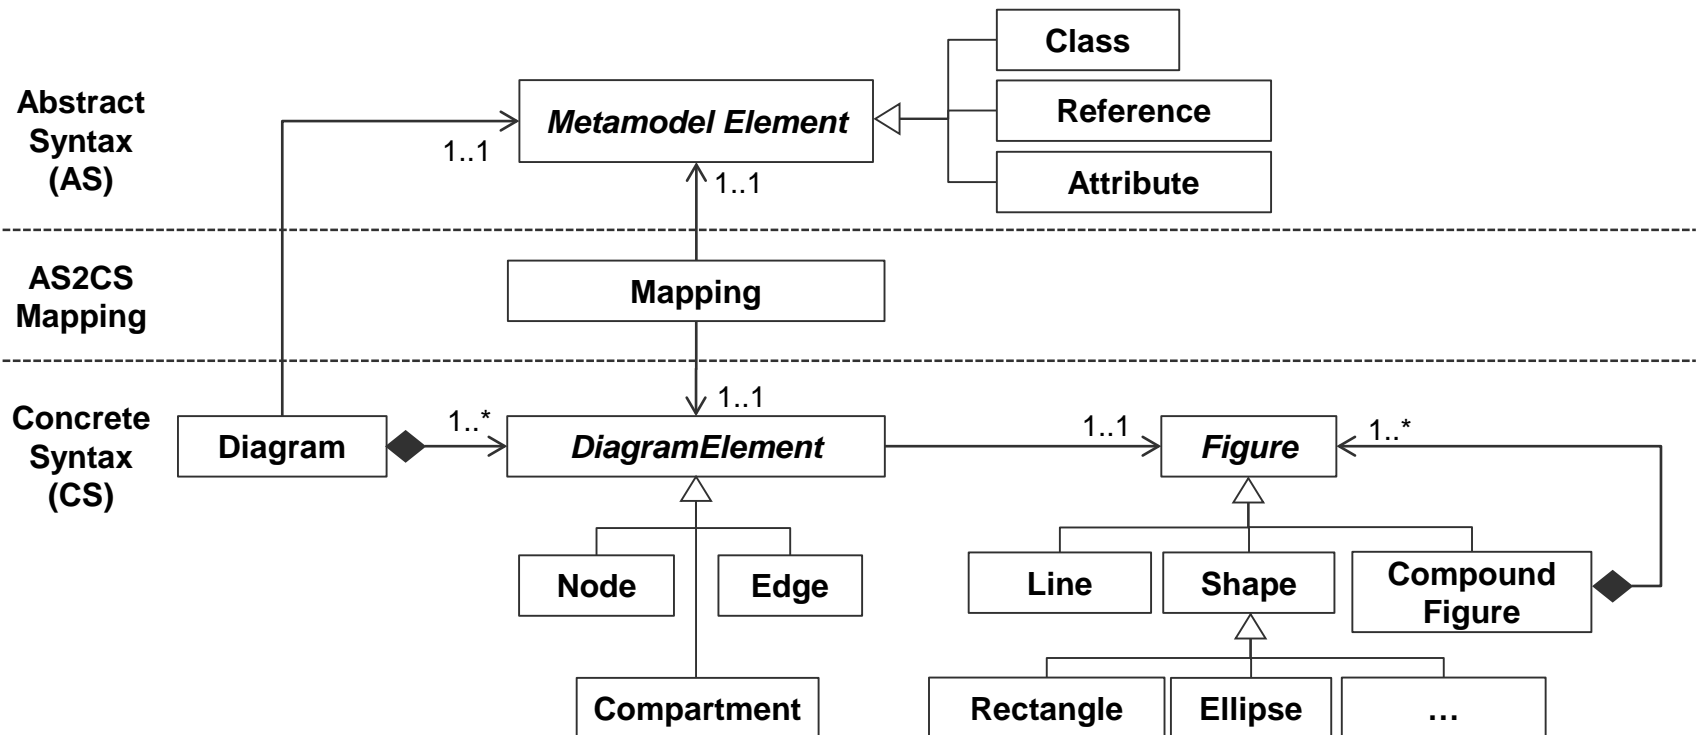 Class
Abstract
Syntax
(AS)
Metamodel Element
Reference
1..1
1..1
Attribute
AS2CS
Mapping
Mapping
Concrete
Syntax
(CS)
1..*
1..1
1..1
1..*
Diagram
DiagramElement
Figure
Node
Edge
Line
Shape
Compound
Figure
Compartment
Rectangle
Ellipse
...